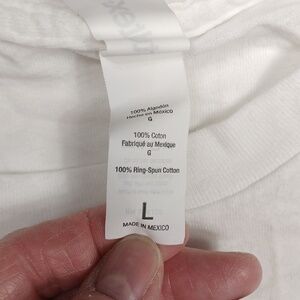 100% Algodón
Hecho en México
G
100% Coton
Fabriqué au Mexique
G
100% Ring-Spun Cotton
L
MADE IN MEXICO